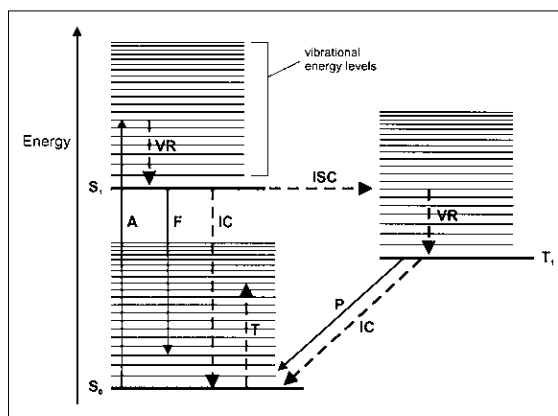 vibrational
energy levels
Energy
VR
S₁
ISC
VR
A
F
IC
T₁
P
T
IC
S₀